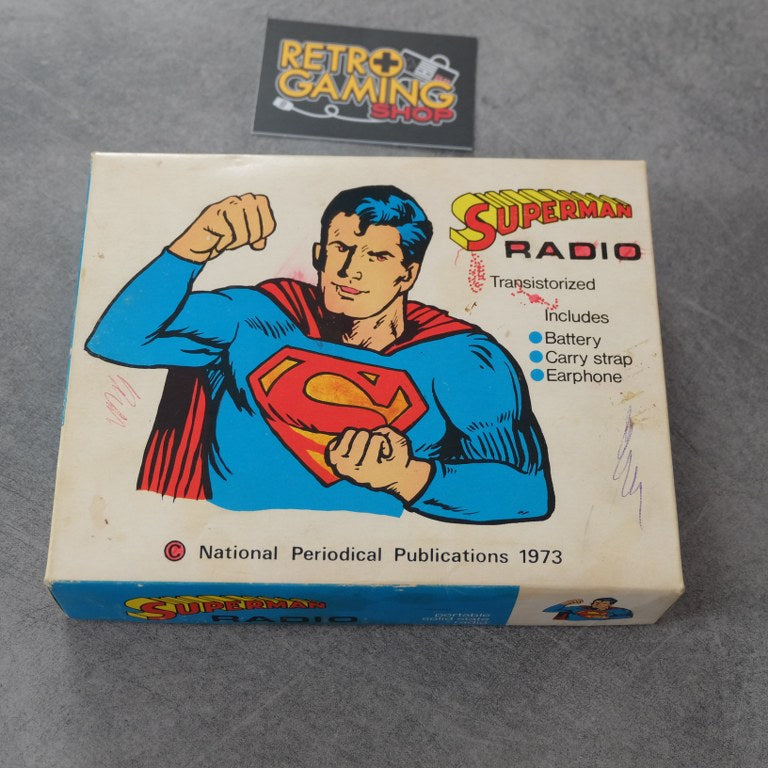 RETRO
GAMING
SHOP
SUPERMAN
RADIO
Transistorized
Includes
Battery
Carry strap
Earphone
© National Periodical Publications 1973
SUPERMAN
RADIO
portable
solid state
radio